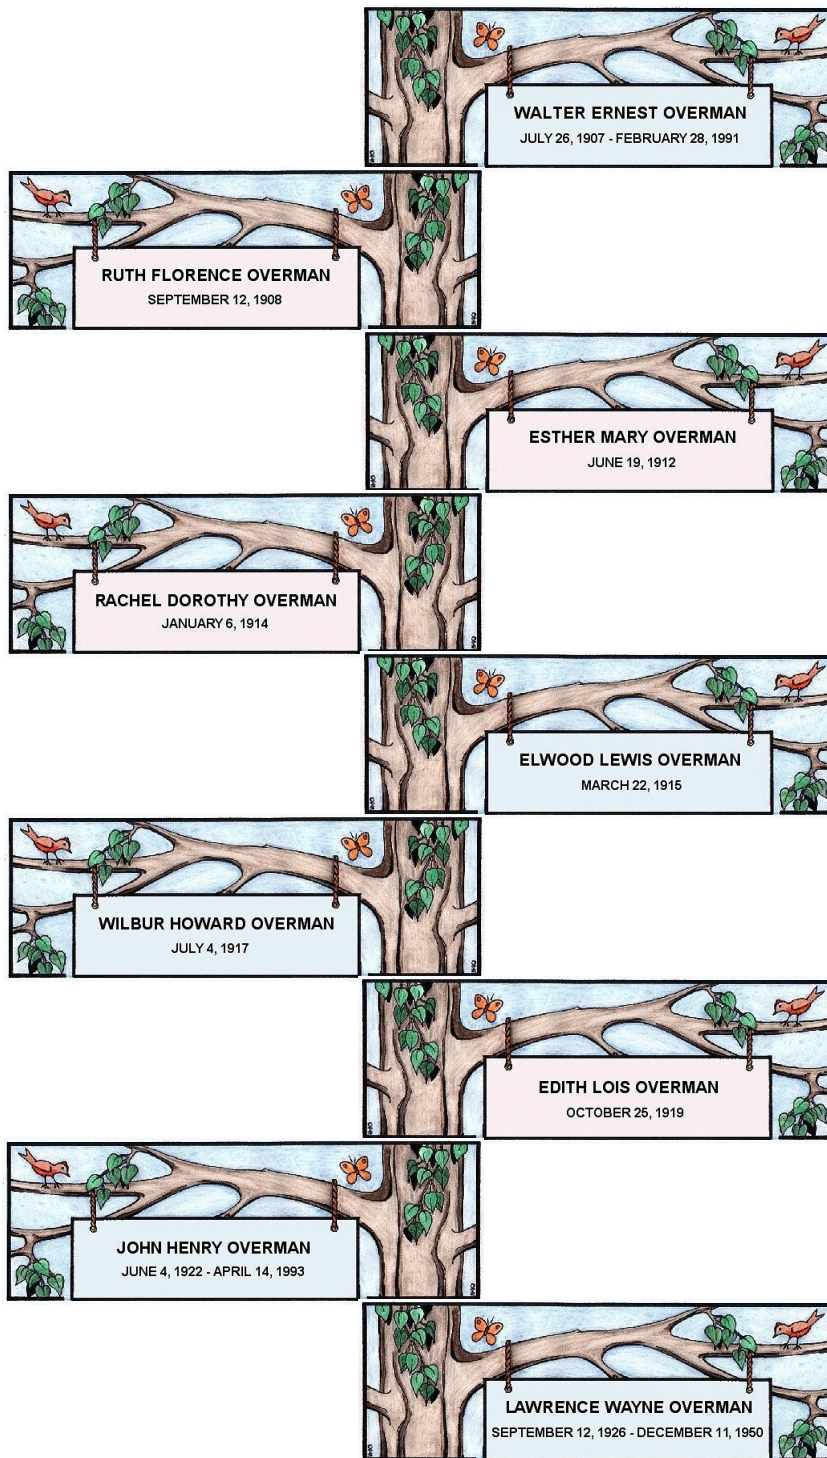 WALTER ERNEST OVERMAN
JULY 26, 1907 - FEBRUARY 28, 1991
RUTH FLORENCE OVERMAN
SEPTEMBER 12, 1908
ESTHER MARY OVERMAN
JUNE 19, 1912
RACHEL DOROTHY OVERMAN
JANUARY 6, 1914
ELWOOD LEWIS OVERMAN
MARCH 22, 1915
WILBUR HOWARD OVERMAN
JULY 4, 1917
EDITH LOIS OVERMAN
OCTOBER 25, 1919
JOHN HENRY OVERMAN
JUNE 4, 1922 - APRIL 14, 1993
LAWRENCE WAYNE OVERMAN
SEPTEMBER 12, 1926 - DECEMBER 11, 1950